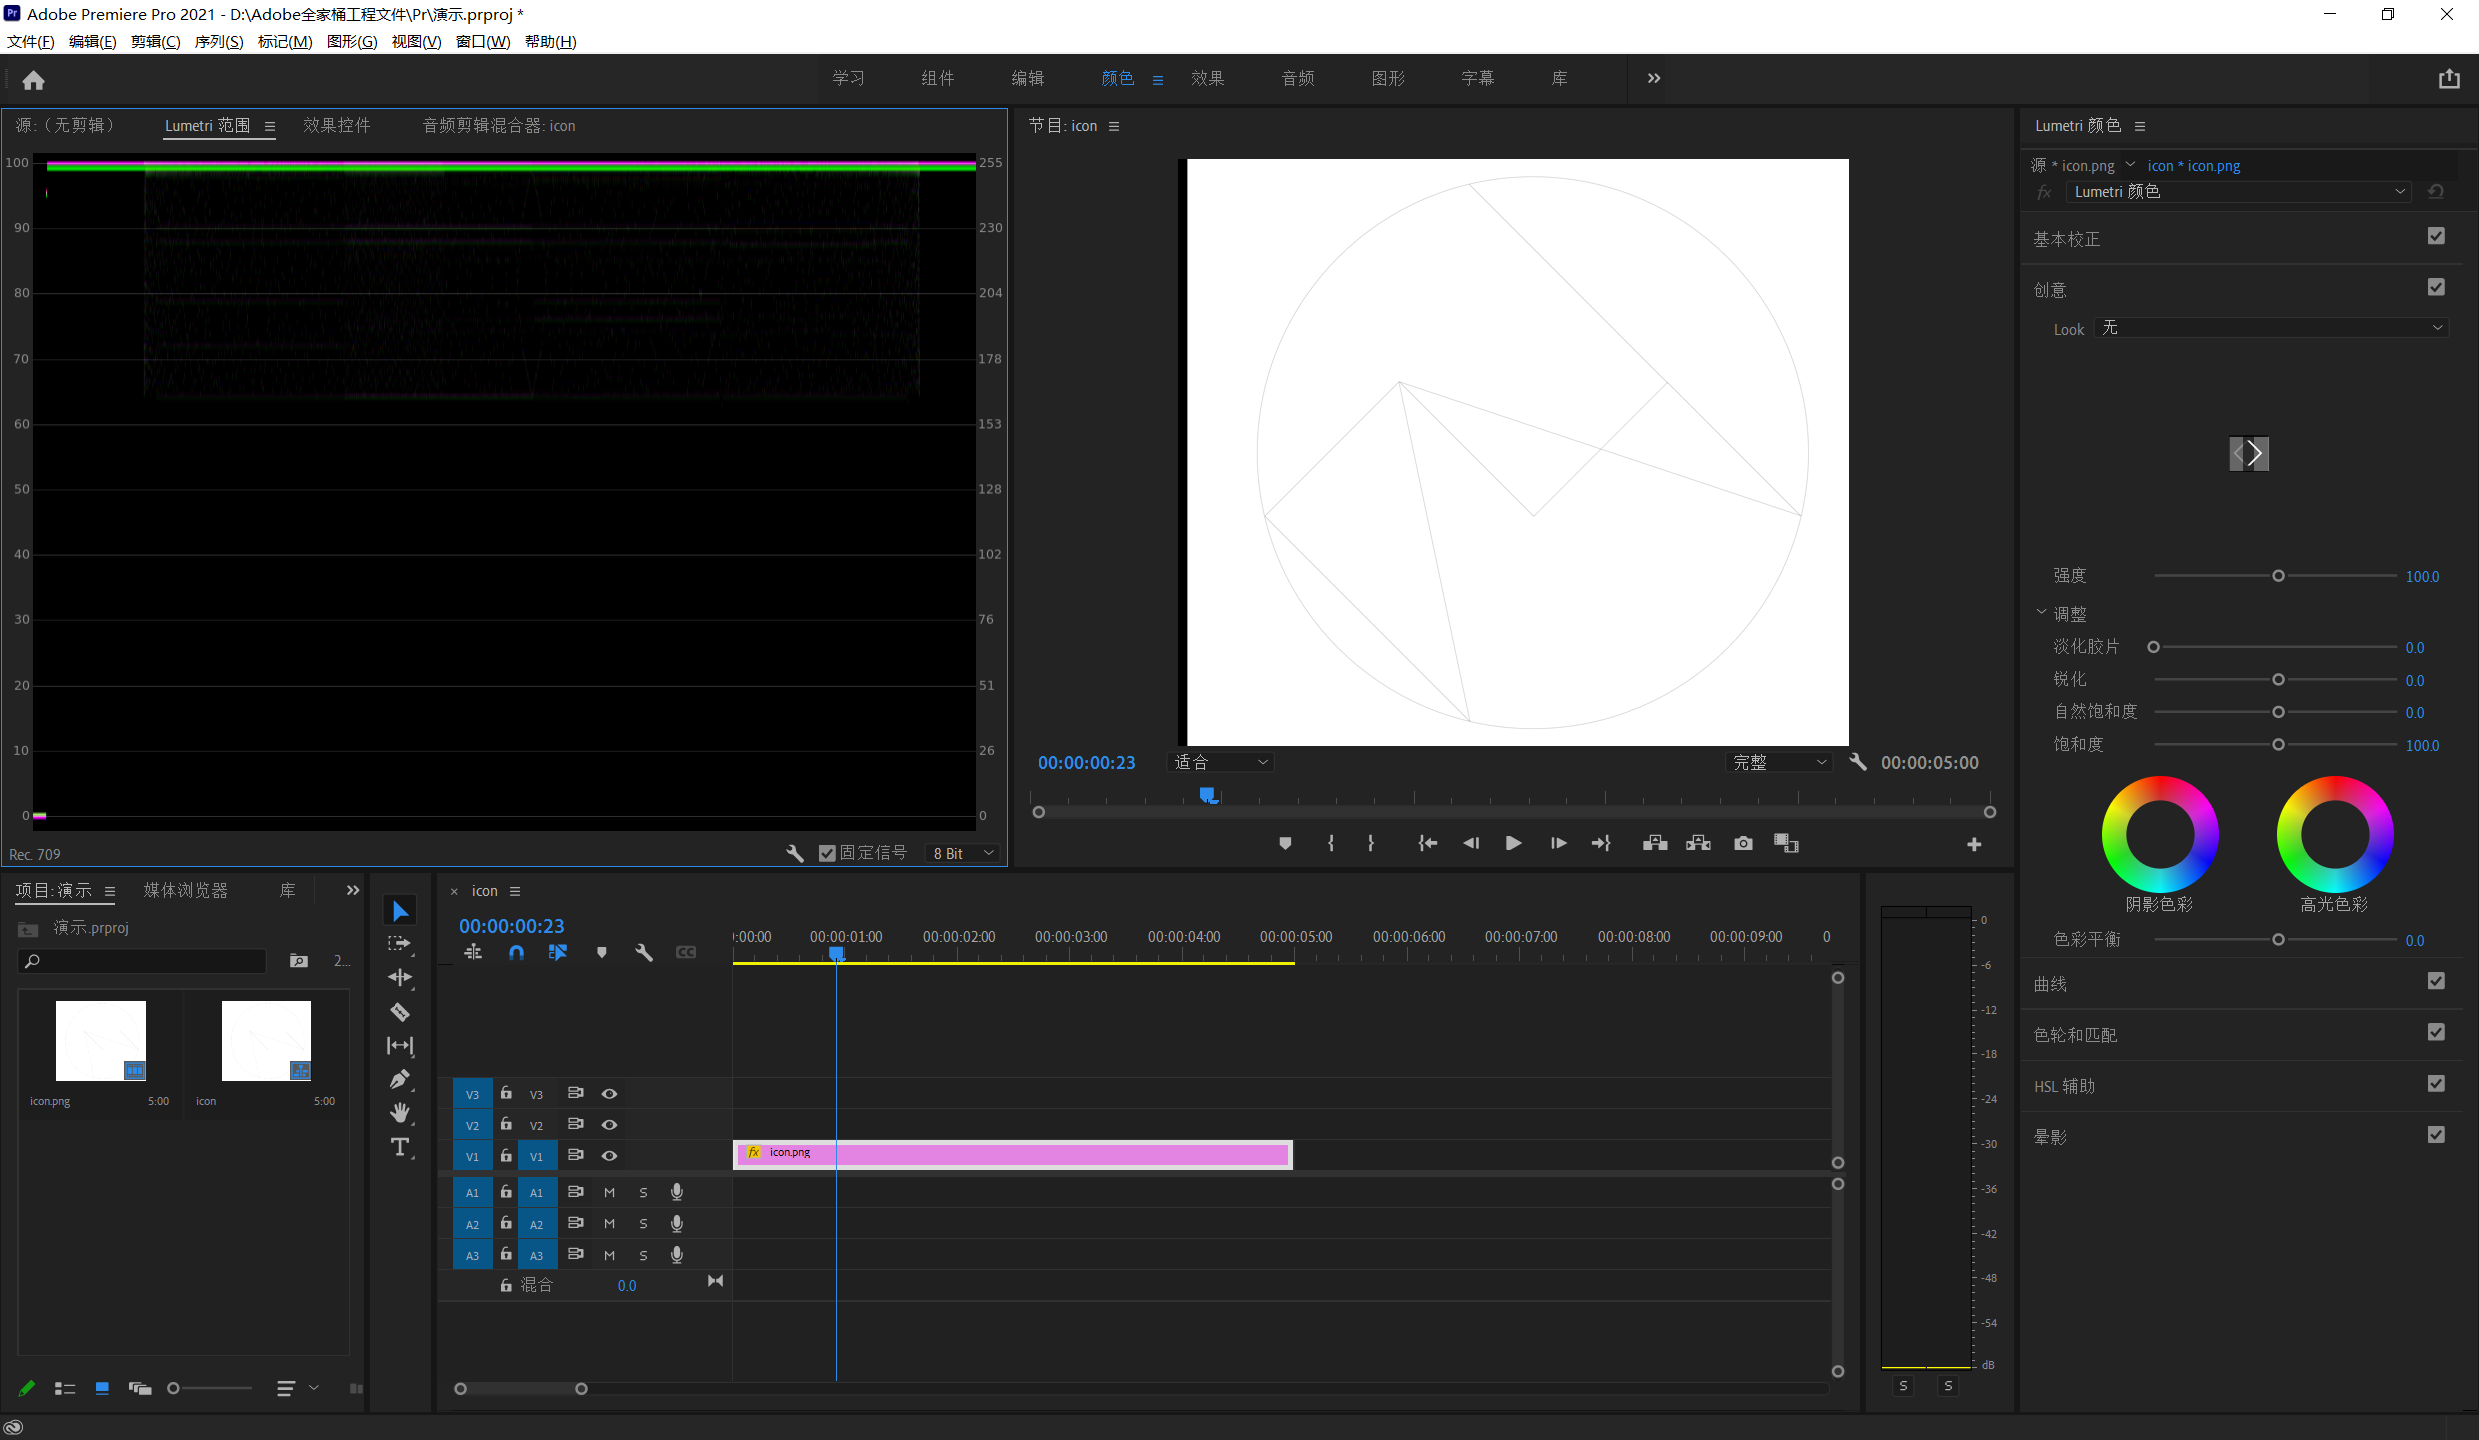 Adobe Premiere Pro 2021 - D:\Adobe全家桶工程文件\Pr\演示.prproj *
文件(F) 编辑(E) 剪辑(C) 序列(S) 标记(M) 图形(G) 视图(V) 窗口(W) 帮助(H)
学习 组件 编辑 颜色 效果 音频 图形 字幕 库
源:（无剪辑） Lumetri 范围 效果控件 音频剪辑混合器: icon
100 255
90 230
80 204
70 178
60 153
50 128
40 102
30 76
20 51
10 26
0 0
Rec. 709 固定信号 8 Bit
节目: icon
00:00:00:23 适合 完整 00:00:05:00
Lumetri 颜色
源 * icon.png icon * icon.png
fx Lumetri 颜色
基本校正
创意
Look 无
强度 100.0
调整
淡化胶片 0.0
锐化 0.0
自然饱和度 0.0
饱和度 100.0
阴影色彩 高光色彩
色彩平衡 0.0
曲线
色轮和匹配
HSL 辅助
晕影
项目: 演示 媒体浏览器 库
演示.prproj
2...
icon.png 5:00 icon 5:00
icon
00:00:00:23
:00:00 00:00:01:00 00:00:02:00 00:00:03:00 00:00:04:00 00:00:05:00 00:00:06:00 00:00:07:00 00:00:08:00 00:00:09:00 0
V3 V3
V2 V2
V1 V1 fx icon.png
A1 A1 M S
A2 A2 M S
A3 A3 M S
混合 0.0
0
-6
-12
-18
-24
-30
-36
-42
-48
-54
dB
S S